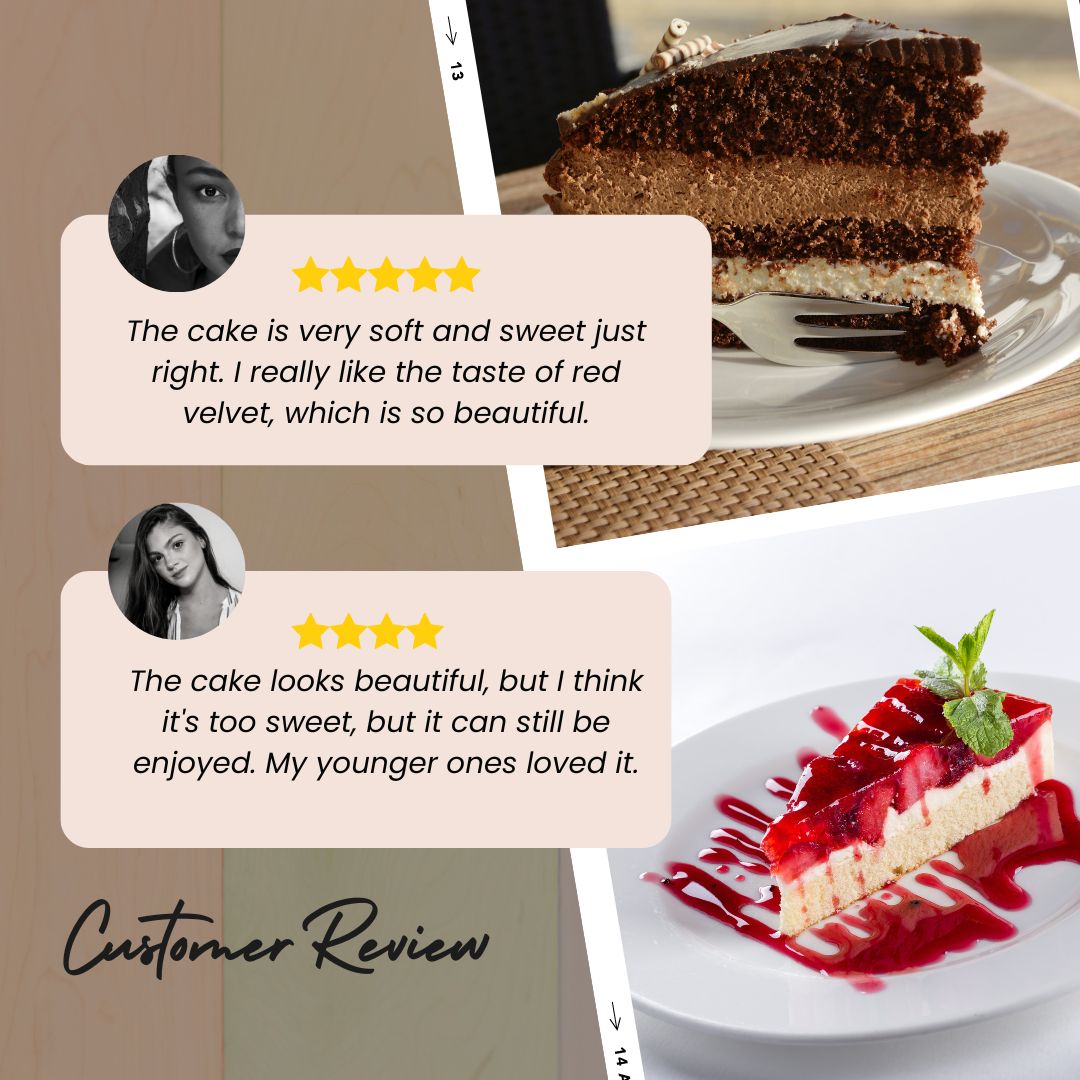 13
The cake is very soft and sweet just
right. I really like the taste of red
velvet, which is so beautiful.
The cake looks beautiful, but I think
it's too sweet, but it can still be
enjoyed. My younger ones loved it.
Customer Review
14 A